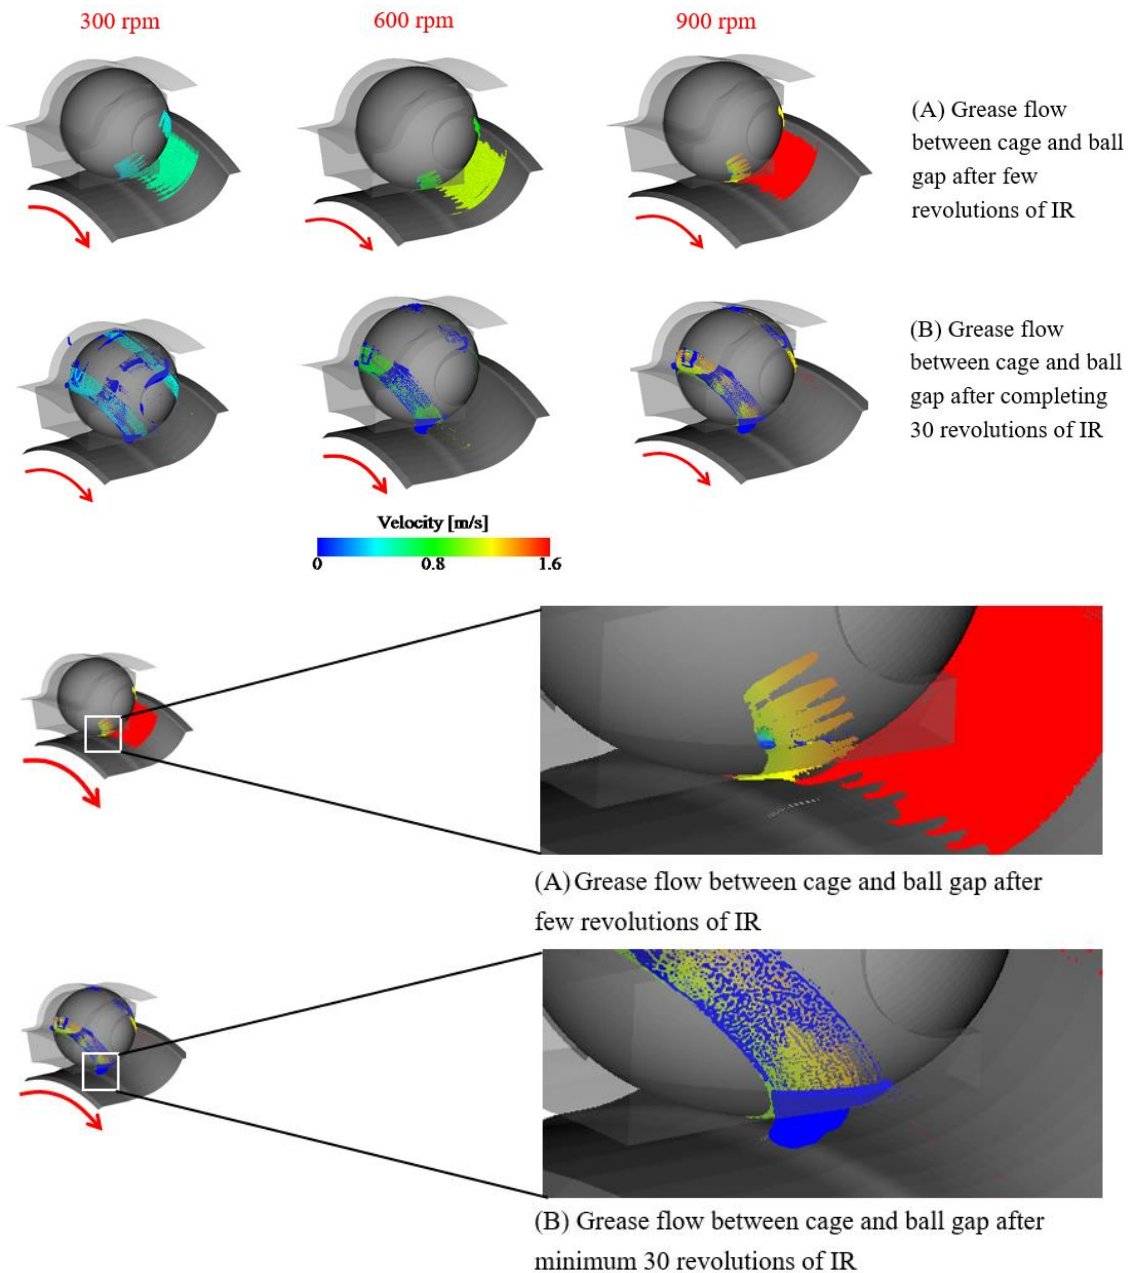 300 rpm
600 rpm
900 rpm
(A) Grease flow
between cage and ball
gap after few
revolutions of IR
(B) Grease flow
between cage and ball
gap after completing
30 revolutions of IR
Velocity [m/s]
0 0.8 1.6
(A) Grease flow between cage and ball gap after
few revolutions of IR
(B) Grease flow between cage and ball gap after
minimum 30 revolutions of IR